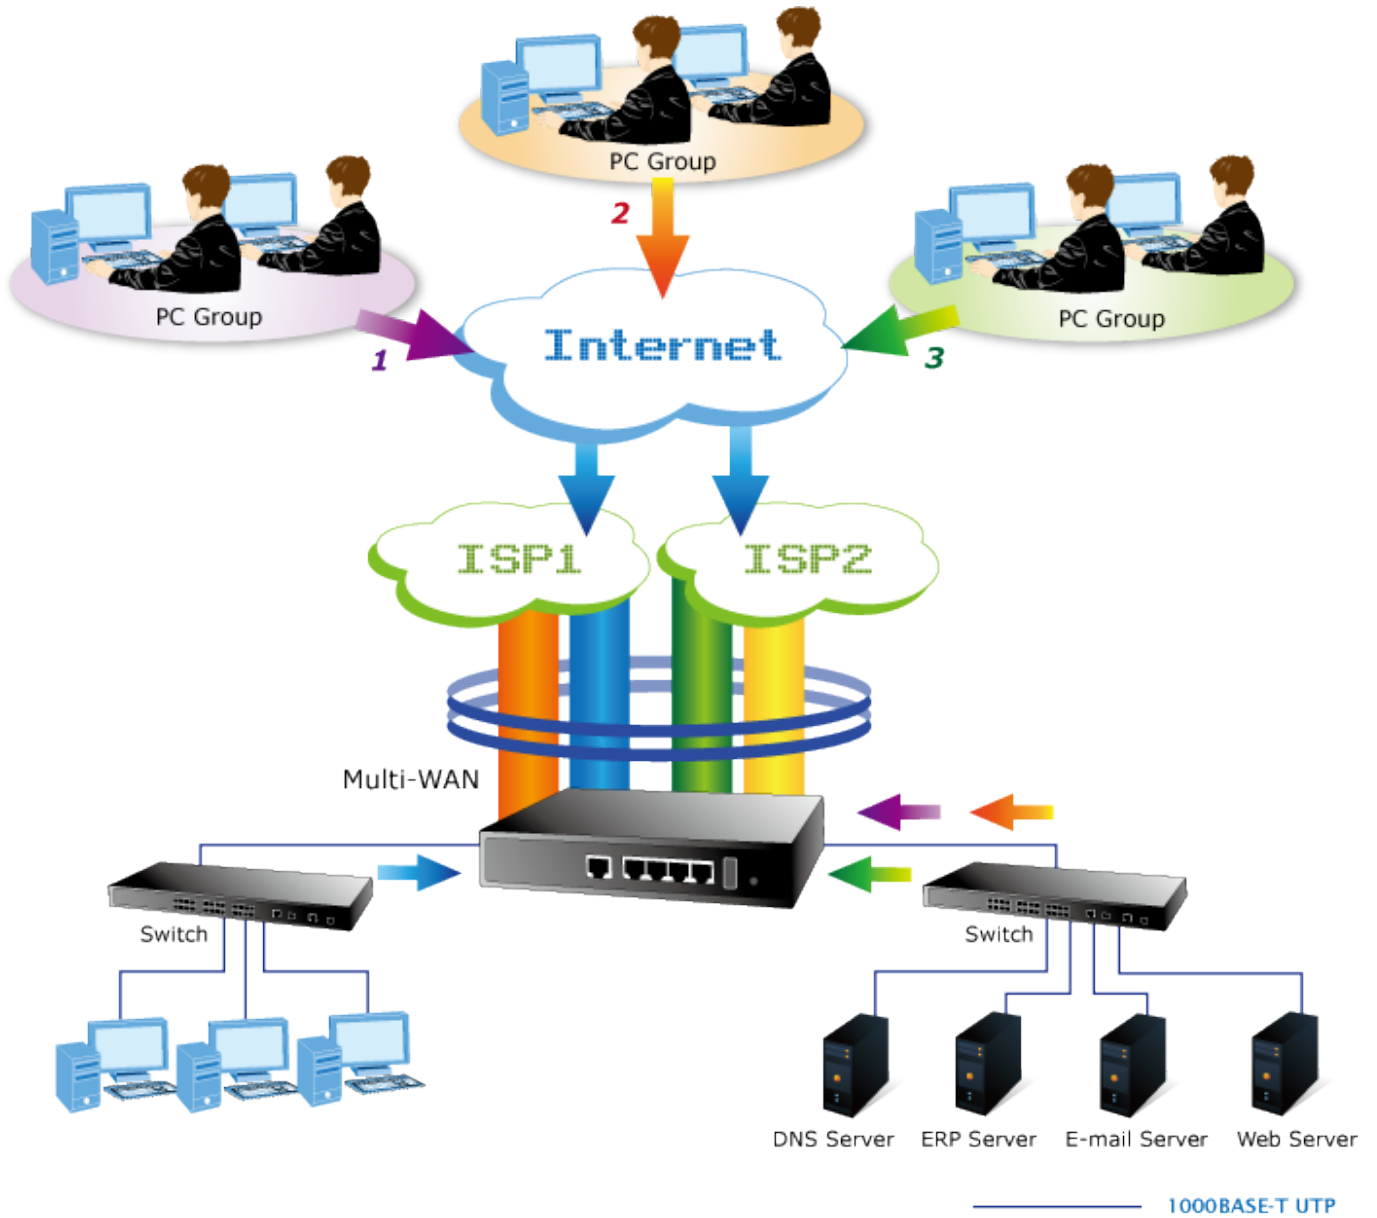 PC Group
2
PC Group
PC Group
1
Internet
3
ISP1
ISP2
Multi-WAN
Switch
Switch
DNS Server
ERP Server
E-mail Server
Web Server
1000BASE-T UTP